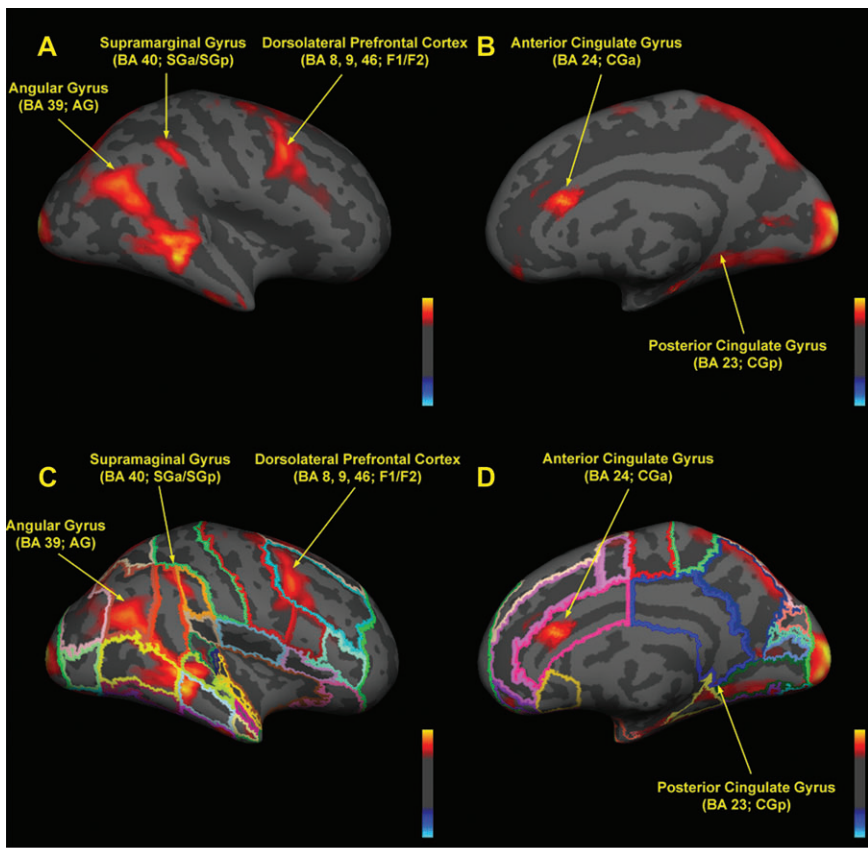 A
Supramarginal Gyrus
(BA 40; SGa/SGp)
Dorsolateral Prefrontal Cortex
(BA 8, 9, 46; F1/F2)
Angular Gyrus
(BA 39; AG)
B
Anterior Cingulate Gyrus
(BA 24; CGa)
Posterior Cingulate Gyrus
(BA 23; CGp)
C
Supramaginal Gyrus
(BA 40; SGa/SGp)
Dorsolateral Prefrontal Cortex
(BA 8, 9, 46; F1/F2)
Angular Gyrus
(BA 39; AG)
D
Anterior Cingulate Gyrus
(BA 24; CGa)
Posterior Cingulate Gyrus
(BA 23; CGp)